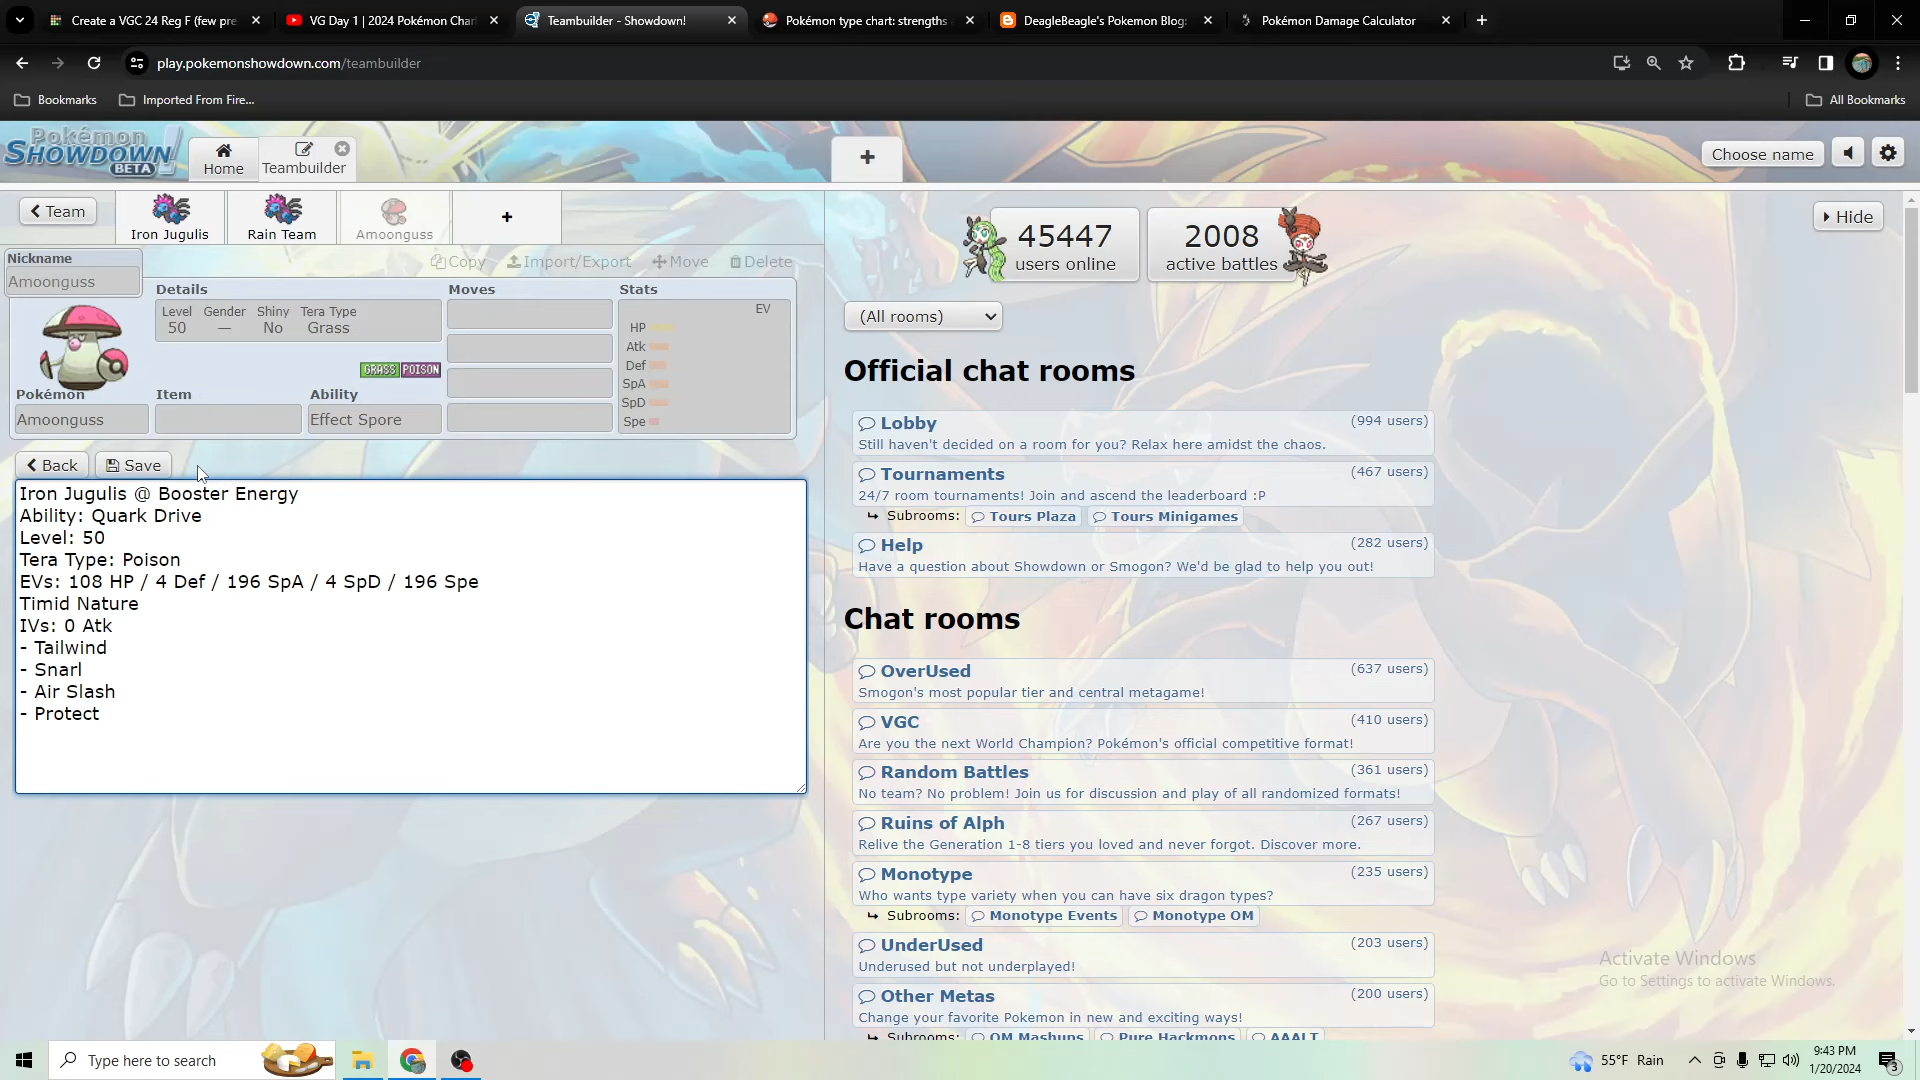 Create a VGC 24 Reg F (few pre
VG Day 1 | 2024 Pokémon Char
Teambuilder - Showdown!
Pokémon type chart: strengths
DeagleBeagle's Pokemon Blog:
Pokémon Damage Calculator
play.pokemonshowdown.com/teambuilder
Bookmarks
Imported From Fire...
All Bookmarks
Pokémon
SHOWDOWN!
BETA
Home
Teambuilder
Choose name
Team
Iron Jugulis
Rain Team
Amoonguss
Hide
Copy
Import/Export
Move
Delete
Nickname
Amoonguss
Details
Level Gender Shiny Tera Type
50 — No Grass
GRASS POISON
Pokémon
Amoonguss
Item
Ability
Effect Spore
Moves
Stats
EV
HP
Atk
Def
SpA
SpD
Spe
Back
Save
Iron Jugulis @ Booster Energy
Ability: Quark Drive
Level: 50
Tera Type: Poison
EVs: 108 HP / 4 Def / 196 SpA / 4 SpD / 196 Spe
Timid Nature
IVs: 0 Atk
- Tailwind
- Snarl
- Air Slash
- Protect
45447
users online
2008
active battles
(All rooms)
Official chat rooms
Lobby (994 users)
Still haven't decided on a room for you? Relax here amidst the chaos.
Tournaments (467 users)
24/7 room tournaments! Join and ascend the leaderboard :P
Subrooms: Tours Plaza Tours Minigames
Help (282 users)
Have a question about Showdown or Smogon? We'd be glad to help you out!
Chat rooms
OverUsed (637 users)
Smogon's most popular tier and central metagame!
VGC (410 users)
Are you the next World Champion? Pokémon's official competitive format!
Random Battles (361 users)
No team? No problem! Join us for discussion and play of all randomized formats!
Ruins of Alph (267 users)
Relive the Generation 1-8 tiers you loved and never forgot. Discover more.
Monotype (235 users)
Who wants type variety when you can have six dragon types?
Subrooms: Monotype Events Monotype OM
UnderUsed (203 users)
Underused but not underplayed!
Other Metas (200 users)
Change your favorite Pokemon in new and exciting ways!
Subrooms: OM Mashups Pure Hackmons AAALT
Activate Windows
Go to Settings to activate Windows.
Type here to search
55°F Rain
9:43 PM
1/20/2024
3